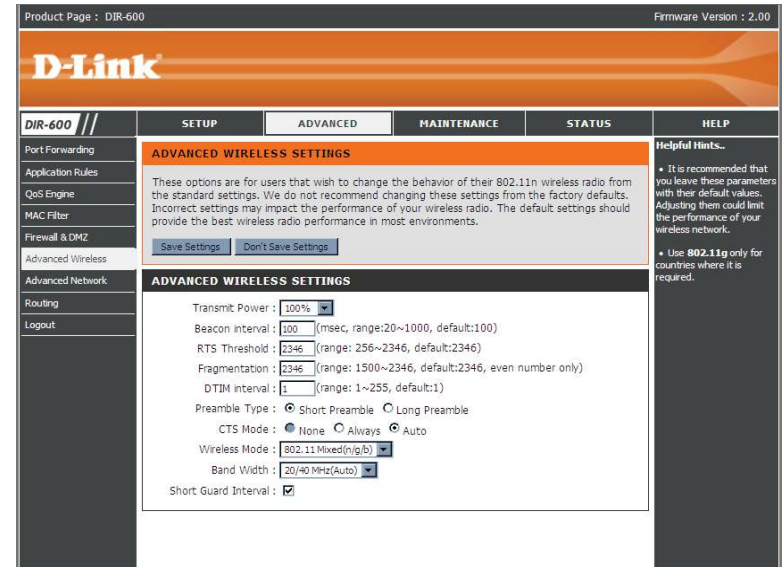 Product Page : DIR-600
Firmware Version : 2.00
D-Link
DIR-600 //
SETUP
ADVANCED
MAINTENANCE
STATUS
HELP
Port Forwarding
Application Rules
QoS Engine
MAC Filter
Firewall & DMZ
Advanced Wireless
Advanced Network
Routing
Logout
ADVANCED WIRELESS SETTINGS
These options are for users that wish to change the behavior of their 802.11n wireless radio from
the standard settings. We do not recommend changing these settings from the factory defaults.
Incorrect settings may impact the performance of your wireless radio. The default settings should
provide the best wireless radio performance in most environments.
Save Settings Don't Save Settings
ADVANCED WIRELESS SETTINGS
Transmit Power : 100%
Beacon interval : 100 (msec, range:20~1000, default:100)
RTS Threshold : 2346 (range: 256~2346, default:2346)
Fragmentation : 2346 (range: 1500~2346, default:2346, even number only)
DTIM interval : 1 (range: 1~255, default:1)
Preamble Type : Short Preamble Long Preamble
CTS Mode : None Always Auto
Wireless Mode : 802.11 Mixed(n/g/b)
Band Width : 20/40 MHz(Auto)
Short Guard Interval :
Helpful Hints..
• It is recommended that
you leave these parameters
with their default values.
Adjusting them could limit
the performance of your
wireless network.
• Use 802.11g only for
countries where it is
required.